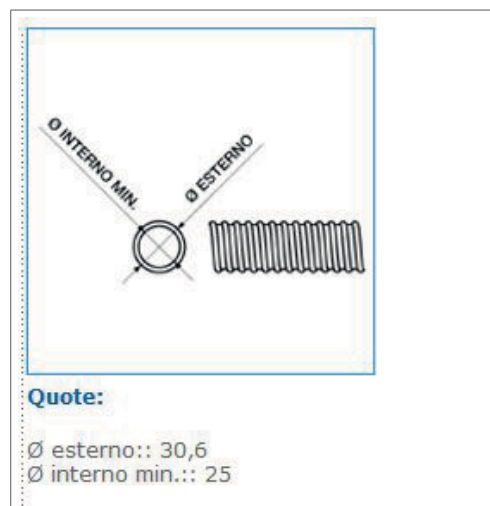 Ø INTERNO MIN.
Ø ESTERNO
Quote:
Ø esterno:: 30,6
Ø interno min.:: 25